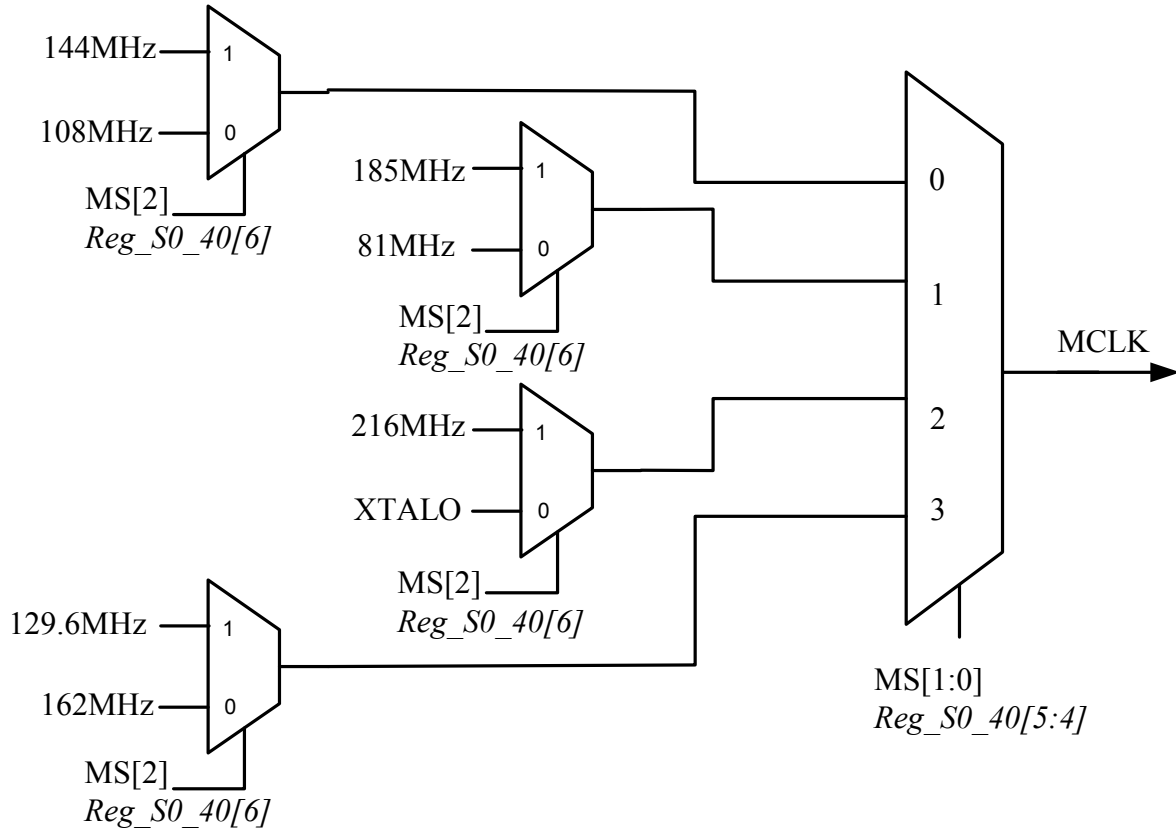 144MHz
1
108MHz
0
MS[2]
Reg_S0_40[6]
185MHz
1
81MHz
0
MS[2]
Reg_S0_40[6]
216MHz
1
XTALO
0
MS[2]
Reg_S0_40[6]
129.6MHz
1
162MHz
0
MS[2]
Reg_S0_40[6]
0
1
2
3
MCLK
MS[1:0]
Reg_S0_40[5:4]